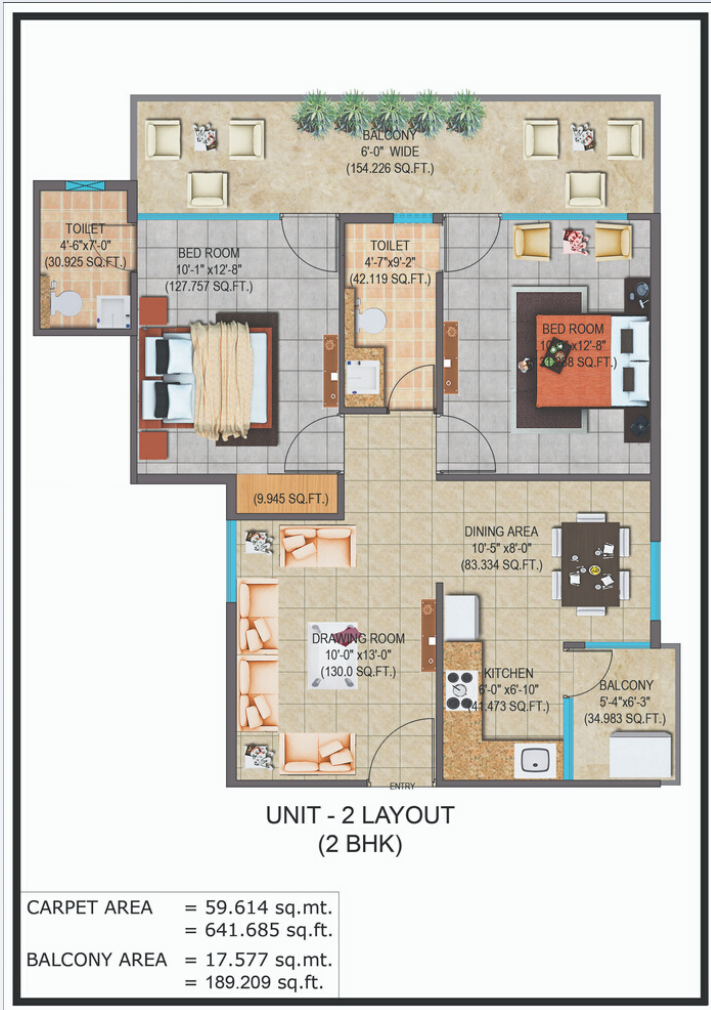 BALCONY
6'-0" WIDE
(154.226 SQ.FT.)
TOILET
4'-6"x7'-0"
(30.925 SQ.FT.)
BED ROOM
10'-1" x12'-8"
(127.757 SQ.FT.)
TOILET
4'-7"x9'-2"
(42.119 SQ.FT.)
BED ROOM
x12'-8"
SQ.FT.)
(9.945 SQ.FT.)
DINING AREA
10'-5" x8'-0"
(83.334 SQ.FT.)
DRAWING ROOM
10'-0" x13'-0"
(130.0 SQ.FT.)
KITCHEN
6'-0" x6'-10"
(41.473 SQ.FT.)
BALCONY
5'-4"x6'-3"
(34.983 SQ.FT.)
ENTRY
UNIT - 2 LAYOUT
(2 BHK)
CARPET AREA = 59.614 sq.mt.
= 641.685 sq.ft.
BALCONY AREA = 17.577 sq.mt.
= 189.209 sq.ft.